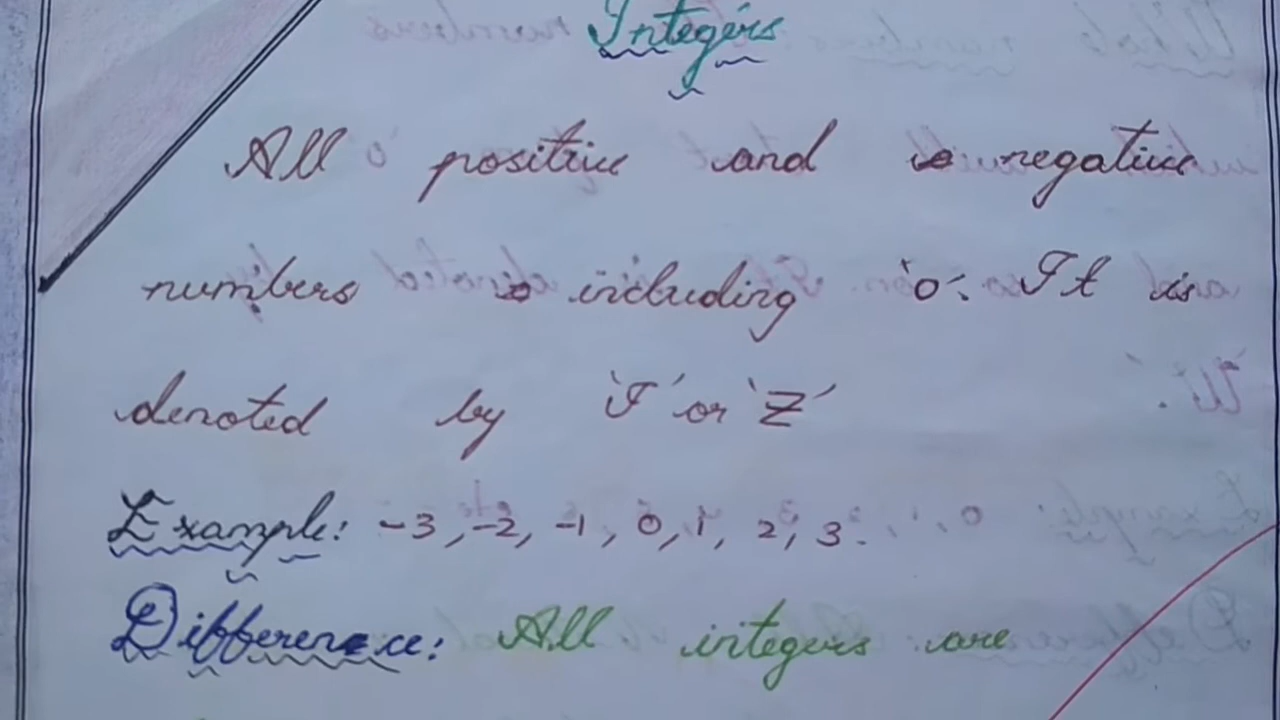 Integers
All positive and negative
numbers including '0'. It is
denoted by 'I' or 'Z'
Example: -3, -2, -1, 0, 1, 2, 3.
Difference: All integers are